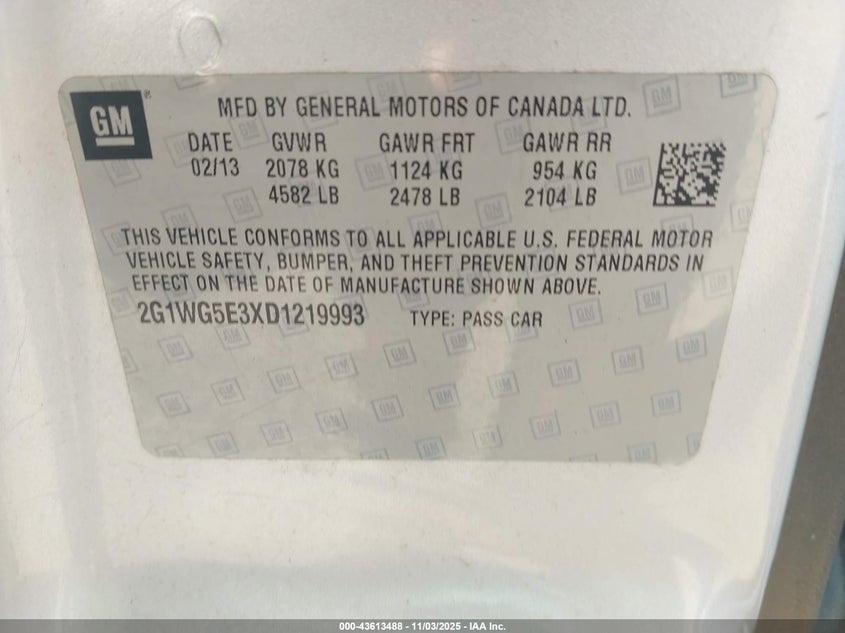 GM ®
MFD BY GENERAL MOTORS OF CANADA LTD.
DATE GVWR GAWR FRT GAWR RR
02/13 2078 KG 1124 KG 954 KG
4582 LB 2478 LB 2104 LB
THIS VEHICLE CONFORMS TO ALL APPLICABLE U.S. FEDERAL MOTOR
VEHICLE SAFETY, BUMPER, AND THEFT PREVENTION STANDARDS IN
EFFECT ON THE DATE OF MANUFACTURE SHOWN ABOVE.
2G1WG5E3XD1219993 TYPE: PASS CAR
000-43613488 - 11/03/2025 - IAA Inc.